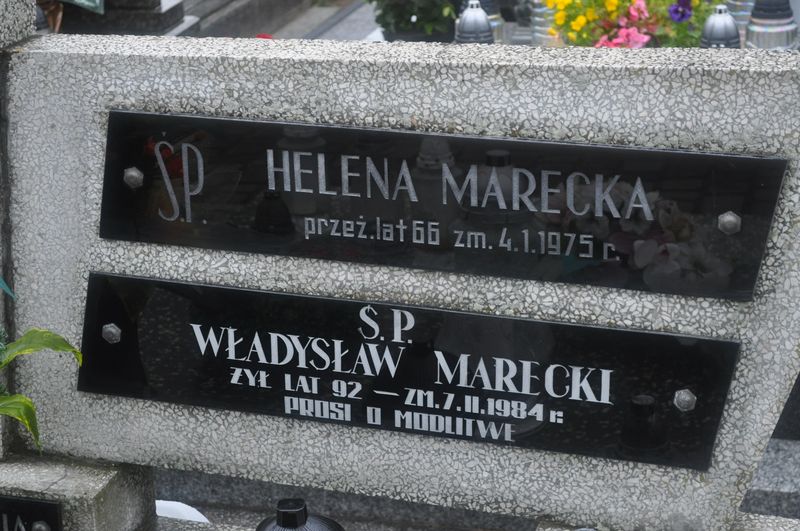 ŚP. HELENA MARECKA
przeż. lat 66 zm. 4.1.1975 r.
Ś.P.
WŁADYSŁAW MARECKI
ŻYŁ LAT 92 — ZM. 7.II.1984 r.
PROSI O MODLITWĘ